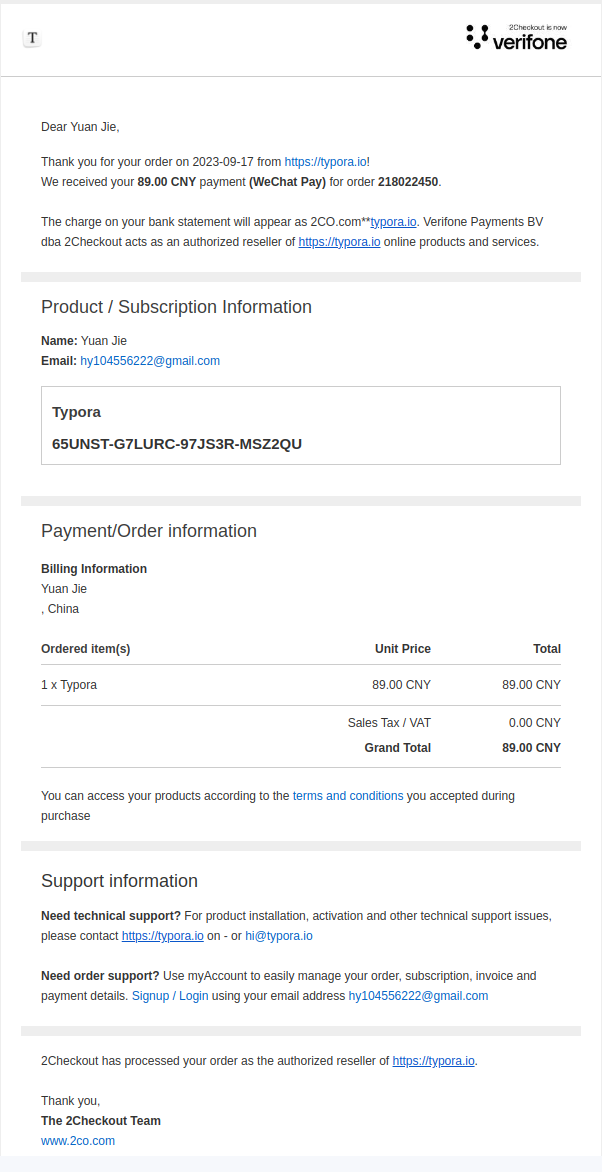 T
2Checkout is now
verifone
Dear Yuan Jie,
Thank you for your order on 2023-09-17 from https://typora.io!
We received your 89.00 CNY payment (WeChat Pay) for order 218022450.
The charge on your bank statement will appear as 2CO.com**typora.io. Verifone Payments BV
dba 2Checkout acts as an authorized reseller of https://typora.io online products and services.
Product / Subscription Information
Name: Yuan Jie
Email: hy104556222@gmail.com
Typora
65UNST-G7LURC-97JS3R-MSZ2QU
Payment/Order information
Billing Information
Yuan Jie
, China
Ordered item(s) Unit Price Total
1 x Typora 89.00 CNY 89.00 CNY
Sales Tax / VAT 0.00 CNY
Grand Total 89.00 CNY
You can access your products according to the terms and conditions you accepted during
purchase
Support information
Need technical support? For product installation, activation and other technical support issues,
please contact https://typora.io on - or hi@typora.io
Need order support? Use myAccount to easily manage your order, subscription, invoice and
payment details. Signup / Login using your email address hy104556222@gmail.com
2Checkout has processed your order as the authorized reseller of https://typora.io.
Thank you,
The 2Checkout Team
www.2co.com